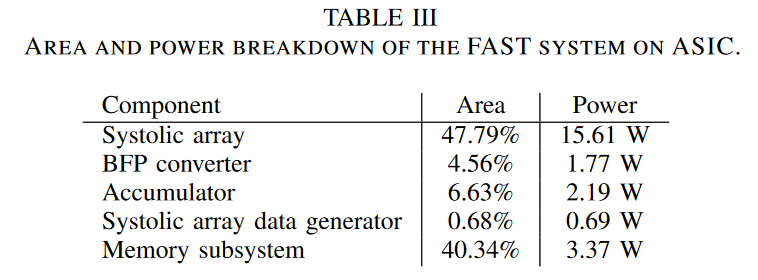 TABLE III
AREA AND POWER BREAKDOWN OF THE FAST SYSTEM ON ASIC.
Component Area Power
Systolic array 47.79% 15.61 W
BFP converter 4.56% 1.77 W
Accumulator 6.63% 2.19 W
Systolic array data generator 0.68% 0.69 W
Memory subsystem 40.34% 3.37 W